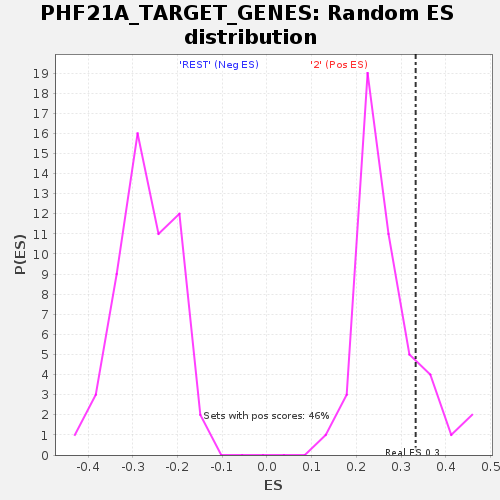 PHF21A_TARGET_GENES: Random ES
distribution
'REST' (Neg ES) '2' (Pos ES)
P(ES)
19
18
17
16
15
14
13
12
11
10
9
8
7
6
5
4
3
2
1
0
Sets with pos scores: 46%
Real ES 0.3
-0.4 -0.3 -0.2 -0.1 0.0 0.1 0.2 0.3 0.4 0.5
ES